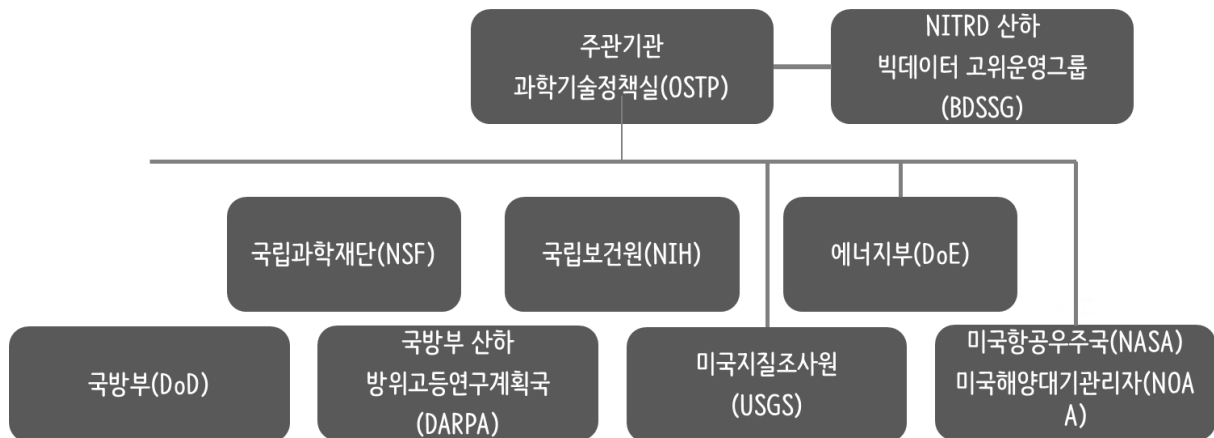 주관기관
과학기술정책실(OSTP)
NITRD 산하
빅데이터 고위운영그룹
(BDSSG)
국립과학재단(NSF)
국립보건원(NIH)
에너지부(DoE)
국방부(DoD)
국방부 산하
방위고등연구계획국
(DARPA)
미국지질조사원
(USGS)
미국항공우주국(NASA)
미국해양대기관리자(NOA
A)